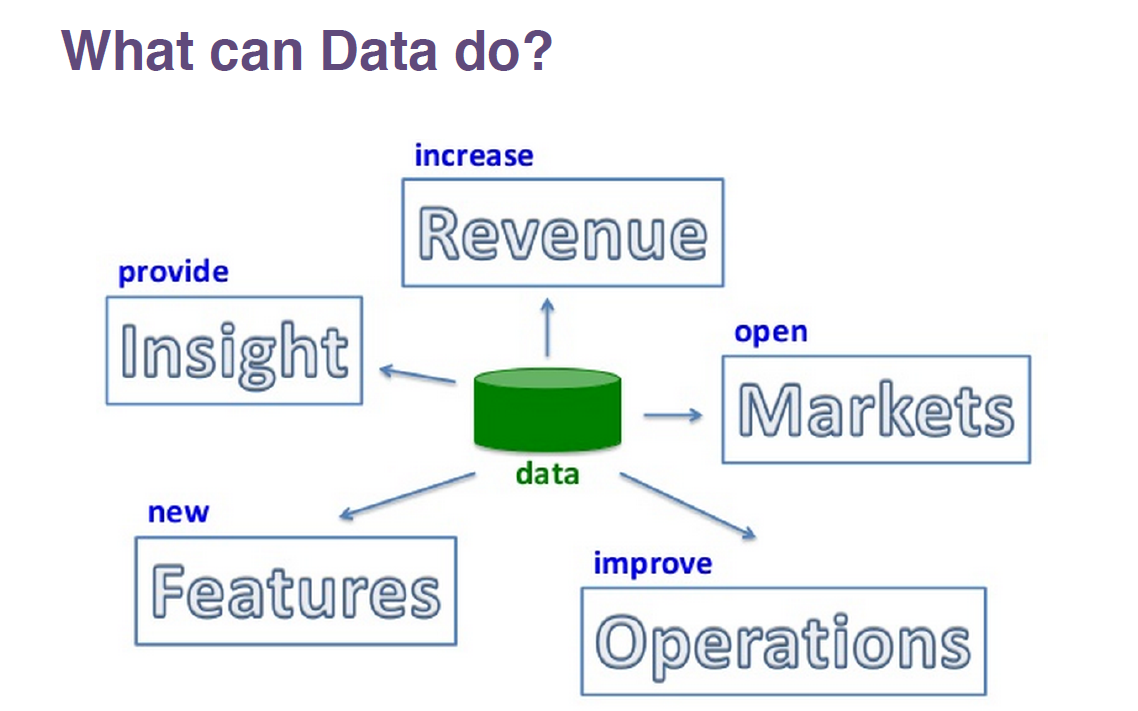 What can Data do?
increase
Revenue
provide
Insight
open
Markets
data
new
Features
improve
Operations